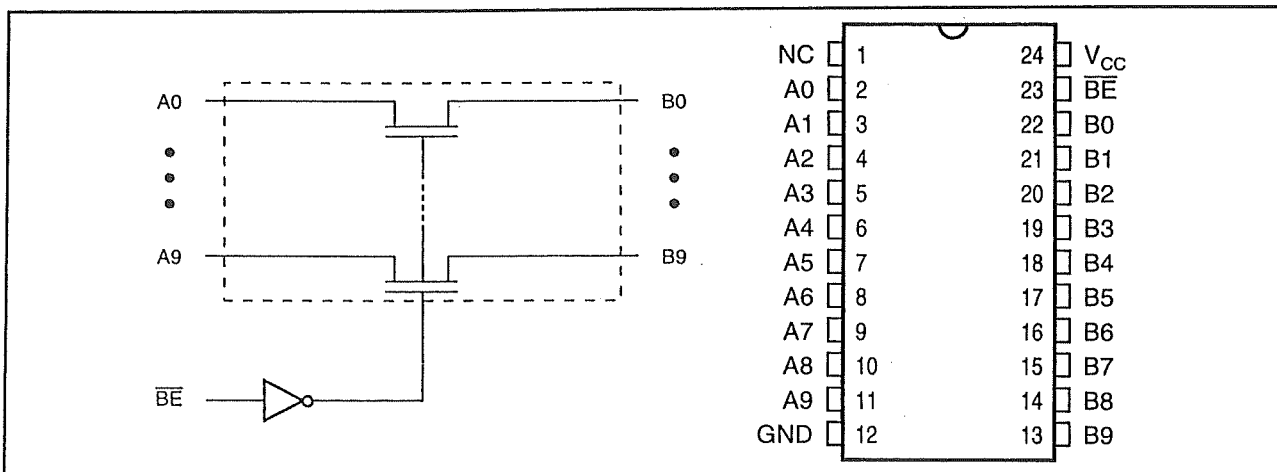 A0
B0
A9
B9
B̅E̅
NC 1 24 VCC
A0 2 23 B̅E̅
A1 3 22 B0
A2 4 21 B1
A3 5 20 B2
A4 6 19 B3
A5 7 18 B4
A6 8 17 B5
A7 9 16 B6
A8 10 15 B7
A9 11 14 B8
GND 12 13 B9